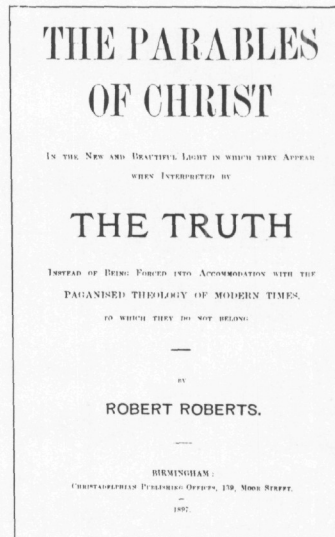 THE PARABLES
OF CHRIST
IN THE NEW AND BEAUTIFUL LIGHT IN WHICH THEY APPEAR
WHEN INTERPRETED BY
THE TRUTH
INSTEAD OF BEING FORCED INTO ACCOMMODATION WITH THE
PAGANISED THEOLOGY OF MODERN TIMES,
TO WHICH THEY DO NOT BELONG
BY
ROBERT ROBERTS.
BIRMINGHAM:
CHRISTADELPHIAN PUBLISHING OFFICES, 139, MOOR STREET.
1897.